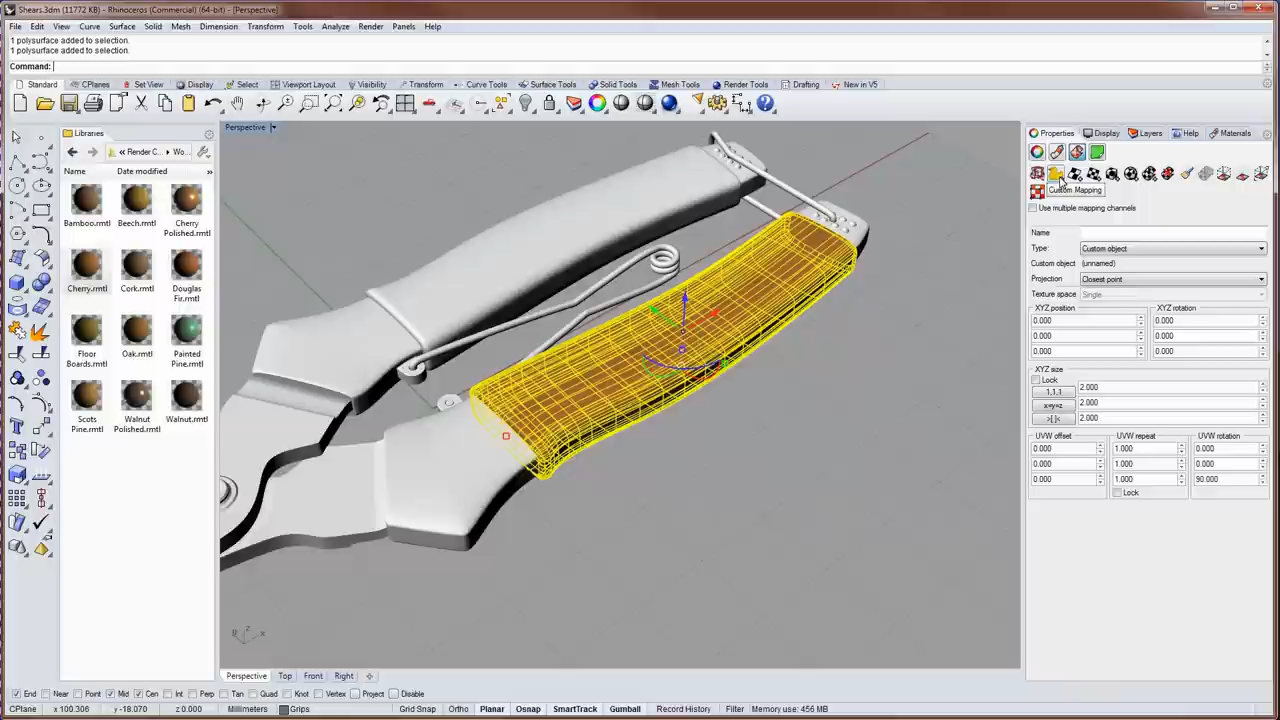 Shears.3dm (11772 KB) - Rhinoceros (Commercial) (64-bit) - [Perspective]
File Edit View Curve Surface Solid Mesh Dimension Transform Tools Analyze Render Panels Help
1 polysurface added to selection.
1 polysurface added to selection.
Command:
Standard CPlanes Set View Display Select Viewport Layout Visibility Transform Curve Tools Surface Tools Solid Tools Mesh Tools Render Tools Drafting New in V5
Libraries
« Render C... Wo...
Name Date modified »
Bamboo.rmtl Beech.rmtl Cherry Polished.rmtl
Cherry.rmtl Cork.rmtl Douglas Fir.rmtl
Floor Boards.rmtl Oak.rmtl Painted Pine.rmtl
Scots Pine.rmtl Walnut Polished.rmtl Walnut.rmtl
Perspective
z
y x
Properties Display Layers Help Materials
Custom Mapping
Use multiple mapping channels
Name
Type: Custom object
Custom object: (unnamed)
Projection: Closest point
Texture space Single
XYZ position XYZ rotation
0.000 0.000
0.000 0.000
0.000 0.000
XYZ size
Lock
1,1,1 2.000
x=y=z 2.000
>[ ]< 2.000
UVW offset UVW repeat UVW rotation
0.000 1.000 0.000
0.000 1.000 0.000
0.000 1.000 90.000
Lock
Perspective Top Front Right
End Near Point Mid Cen Int Perp Tan Quad Knot Vertex Project Disable
CPlane x 100.306 y -18.070 z 0.000 Millimeters Grips Grid Snap Ortho Planar Osnap SmartTrack Gumball Record History Filter Memory use: 456 MB